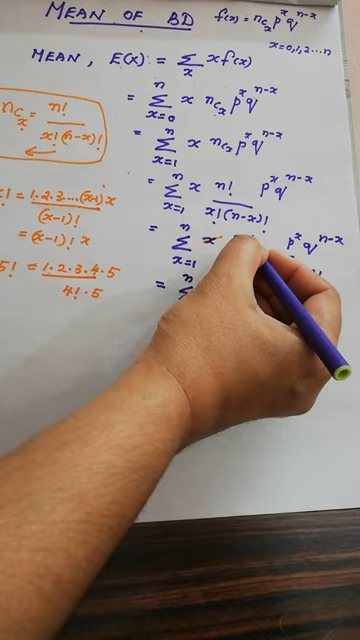 MEAN OF BD f(x) = nCx p^x q^n-x
x=0,1,2...n
MEAN, E(x) = Σ_x x f(x)
= Σ_{x=0}^{n} x nCx p^x q^n-x
= Σ_{x=1}^{n} x nCx p^x q^n-x
= Σ_{x=1}^{n} x n!/x!(n-x)! p^x q^n-x
= Σ_{x=1}^{n} x p^x q^n-x
= Σ^{n}
nCx = n!/x!(n-x)!
! = 1.2.3...(x-1) x
(x-1)!
= (x-1)! x
5! = 1.2.3.4.5
4! . 5